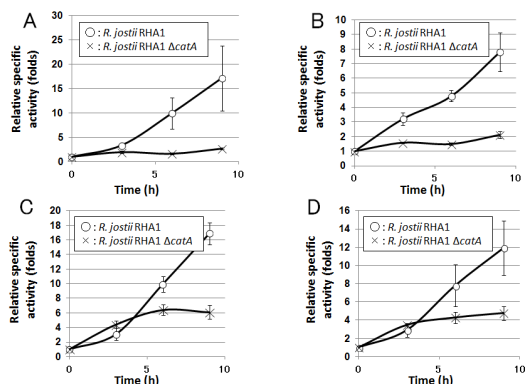 A
30
25
20
15
10
5
0
Relative specific
activity (folds)
○ : R. jostii RHA1
× : R. jostii RHA1 ΔcatA
0 5 10
Time (h)
B
10
9
8
7
6
5
4
3
2
1
0
Relative specific
activity (folds)
○ : R. jostii RHA1
× : R. jostii RHA1 ΔcatA
0 5 10
Time (h)
C
20
18
16
14
12
10
8
6
4
2
0
Relative specific
activity (folds)
○ : R. jostii RHA1
× : R. jostii RHA1 ΔcatA
0 5 10
Time (h)
D
16
14
12
10
8
6
4
2
0
Relative specific
activity (folds)
○ : R. jostii RHA1
× : R. jostii RHA1 ΔcatA
0 5 10
Time (h)